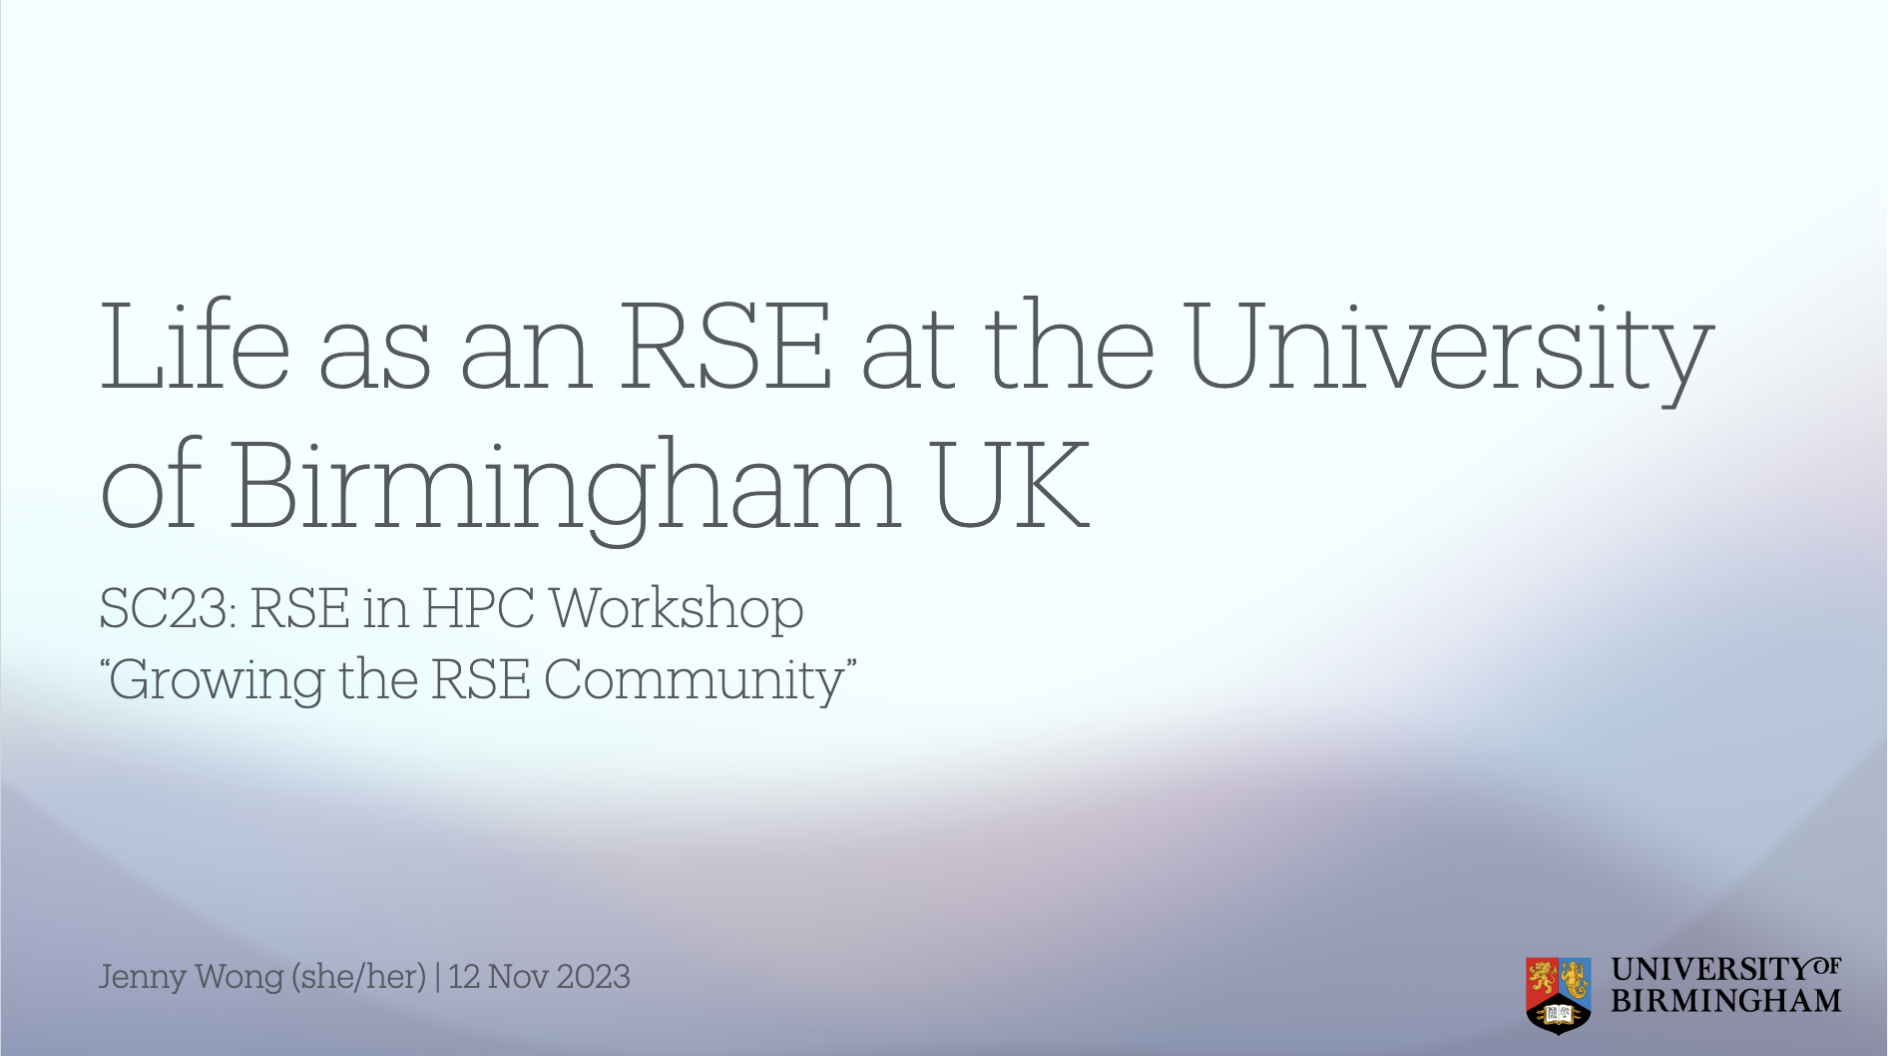 Life as an RSE at the University
of Birmingham UK
SC23: RSE in HPC Workshop
“Growing the RSE Community”
Jenny Wong (she/her) | 12 Nov 2023
UNIVERSITY OF
BIRMINGHAM